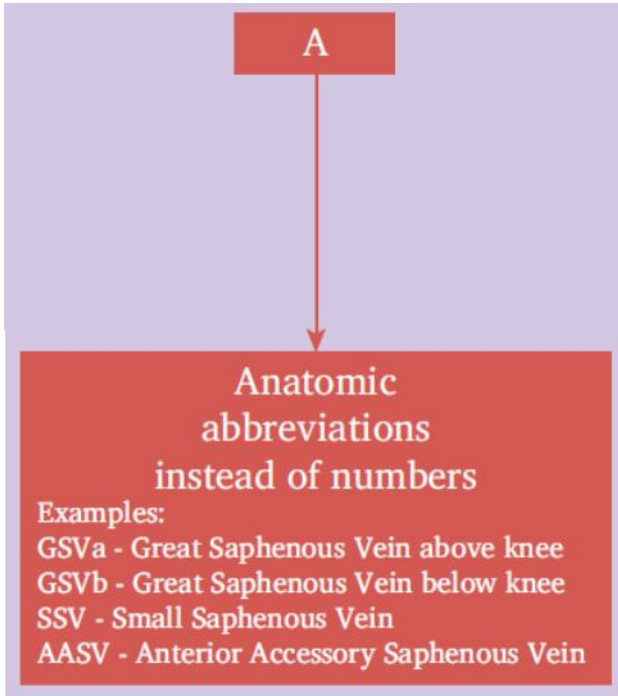 A
Anatomic
abbreviations
instead of numbers
Examples:
GSVa - Great Saphenous Vein above knee
GSVb - Great Saphenous Vein below knee
SSV - Small Saphenous Vein
AASV - Anterior Accessory Saphenous Vein